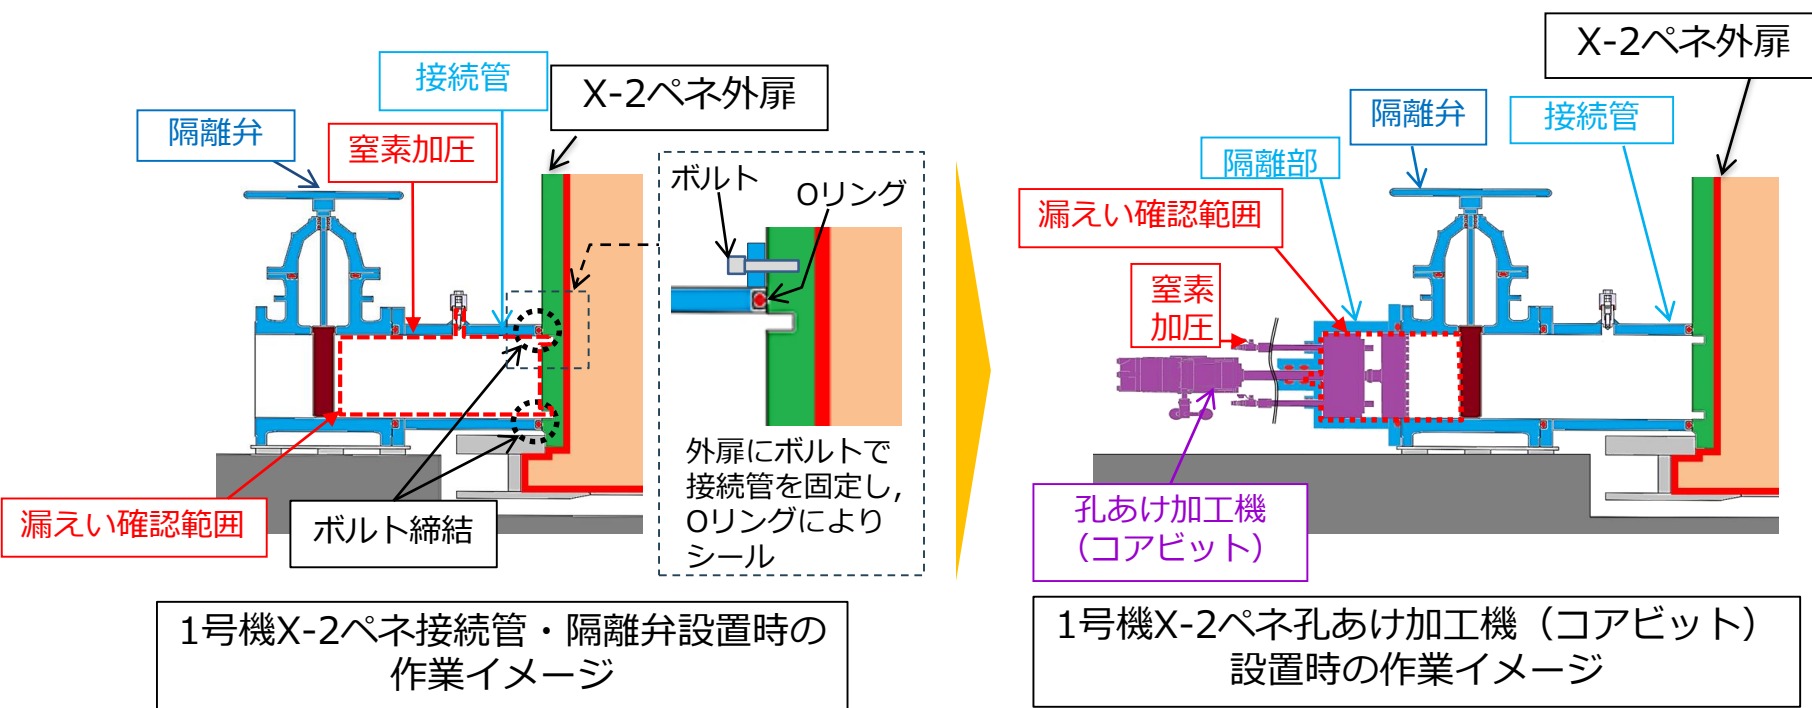 接続管
X-2ペネ外扉
隔離弁
窒素加圧
ボルト
Oリング
外扉にボルトで
接続管を固定し,
Oリングにより
シール
漏えい確認範囲
ボルト締結
1号機X-2ペネ接続管・隔離弁設置時の
作業イメージ
X-2ペネ外扉
隔離弁
接続管
隔離部
漏えい確認範囲
窒素
加圧
孔あけ加工機
（コアビット）
1号機X-2ペネ孔あけ加工機（コアビット）
設置時の作業イメージ